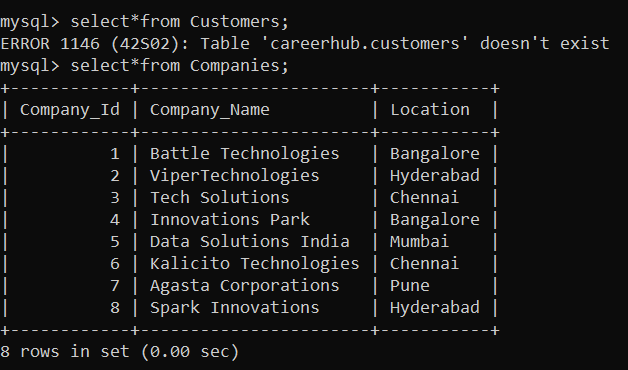 mysql> select*from Customers;
ERROR 1146 (42S02): Table 'careerhub.customers' doesn't exist
mysql> select*from Companies;
+------------+-----------------------+-----------+
| Company_Id | Company_Name          | Location  |
+------------+-----------------------+-----------+
|          1 | Battle Technologies   | Bangalore |
|          2 | ViperTechnologies     | Hyderabad |
|          3 | Tech Solutions        | Chennai   |
|          4 | Innovations Park      | Bangalore |
|          5 | Data Solutions India  | Mumbai    |
|          6 | Kalicito Technologies | Chennai   |
|          7 | Agasta Corporations   | Pune      |
|          8 | Spark Innovations     | Hyderabad |
+------------+-----------------------+-----------+
8 rows in set (0.00 sec)